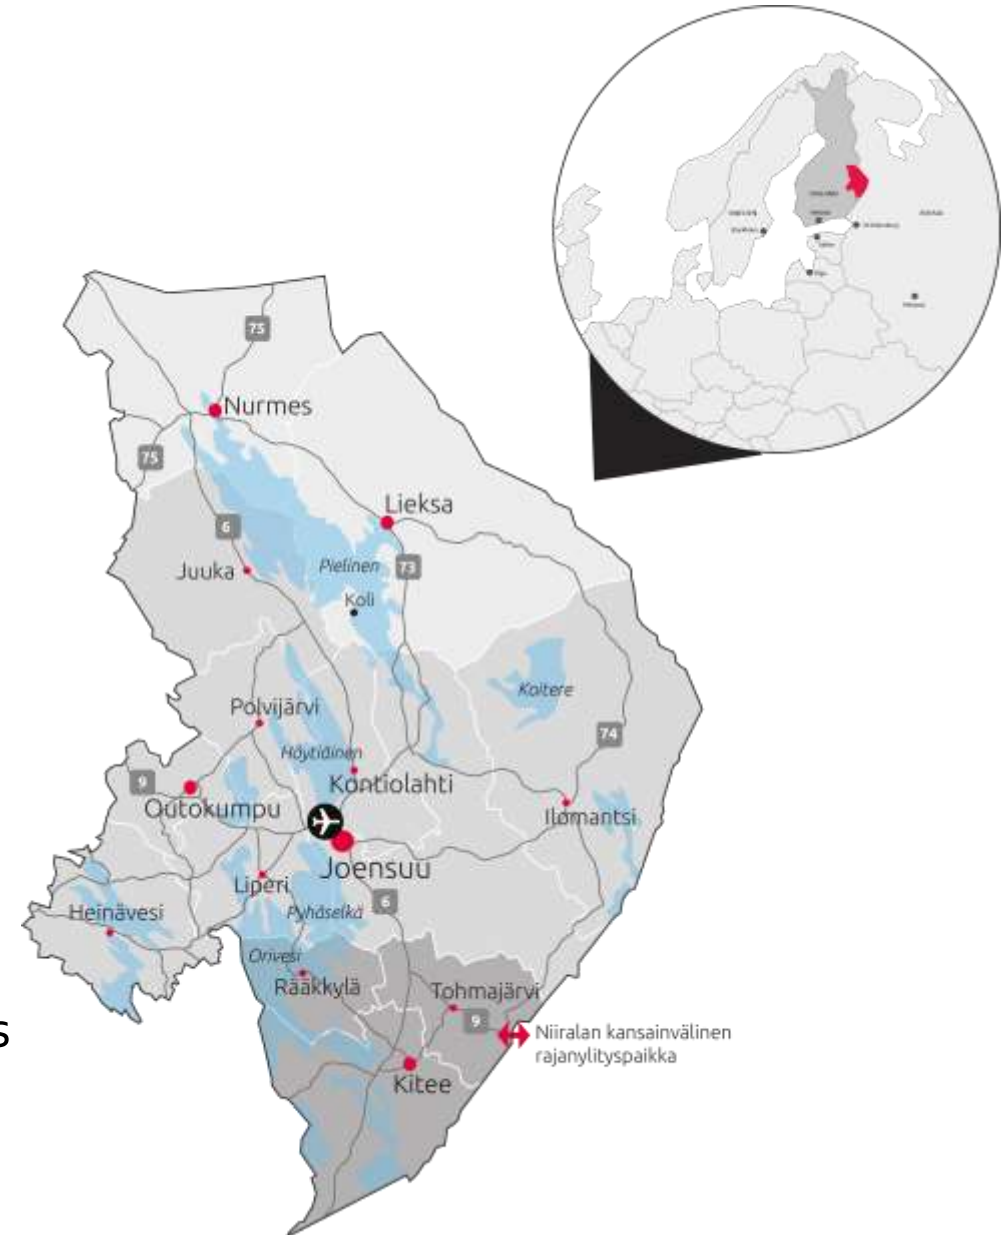 75
Nurmes
75
Lieksa
6
Pielinen
73
Juuka
Koli
Koitere
Polvijärvi
74
Höytiäinen
9
Kontiolahti
Outokumpu
Ilomantsi
Joensuu
Liperi
6
Heinävesi
Pyhäselkä
Orivesi
Rääkkylä
Tohmajärvi
9
s
Niiralan kansainvälinen
rajanylityspaikka
Kitee